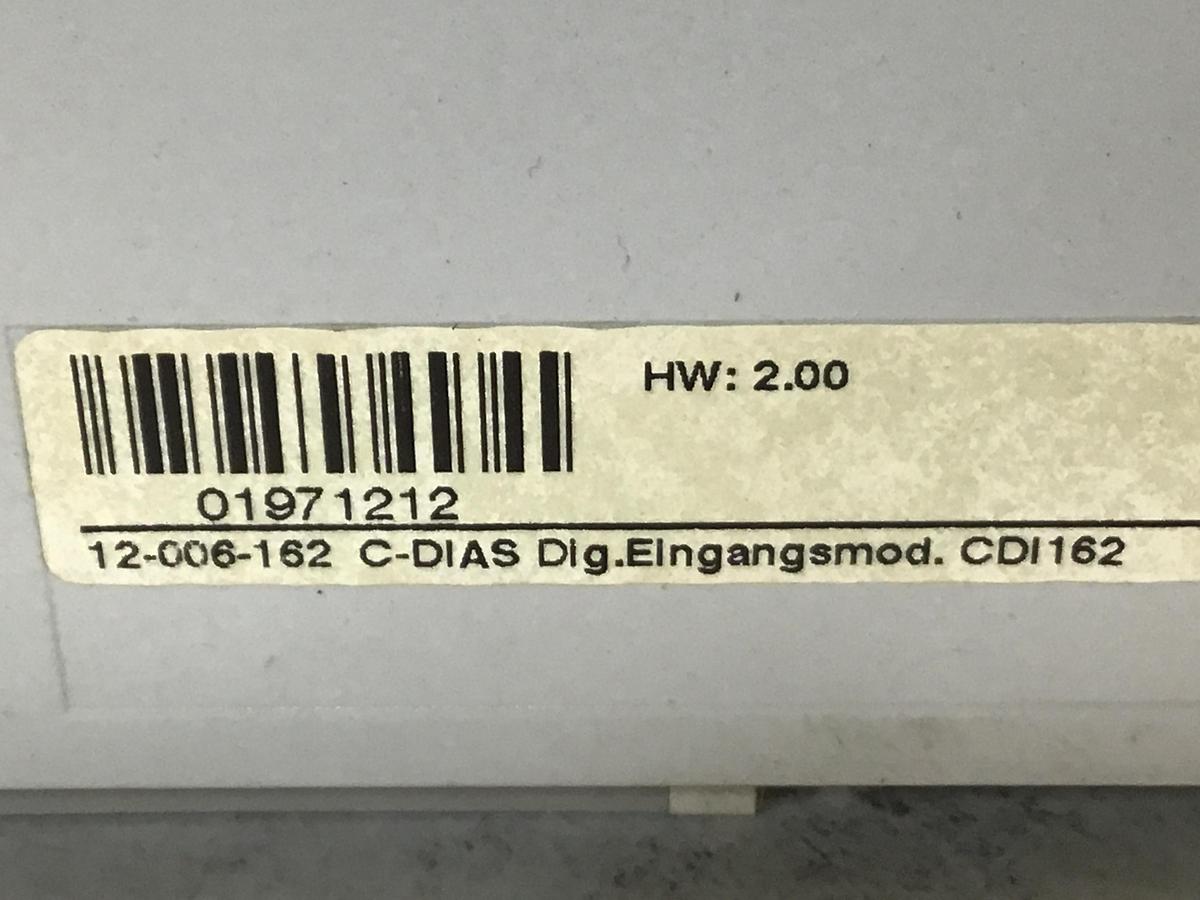 HW: 2.00
01971212
12-006-162 C-DIAS Dig.Eingangsmod. CDI162